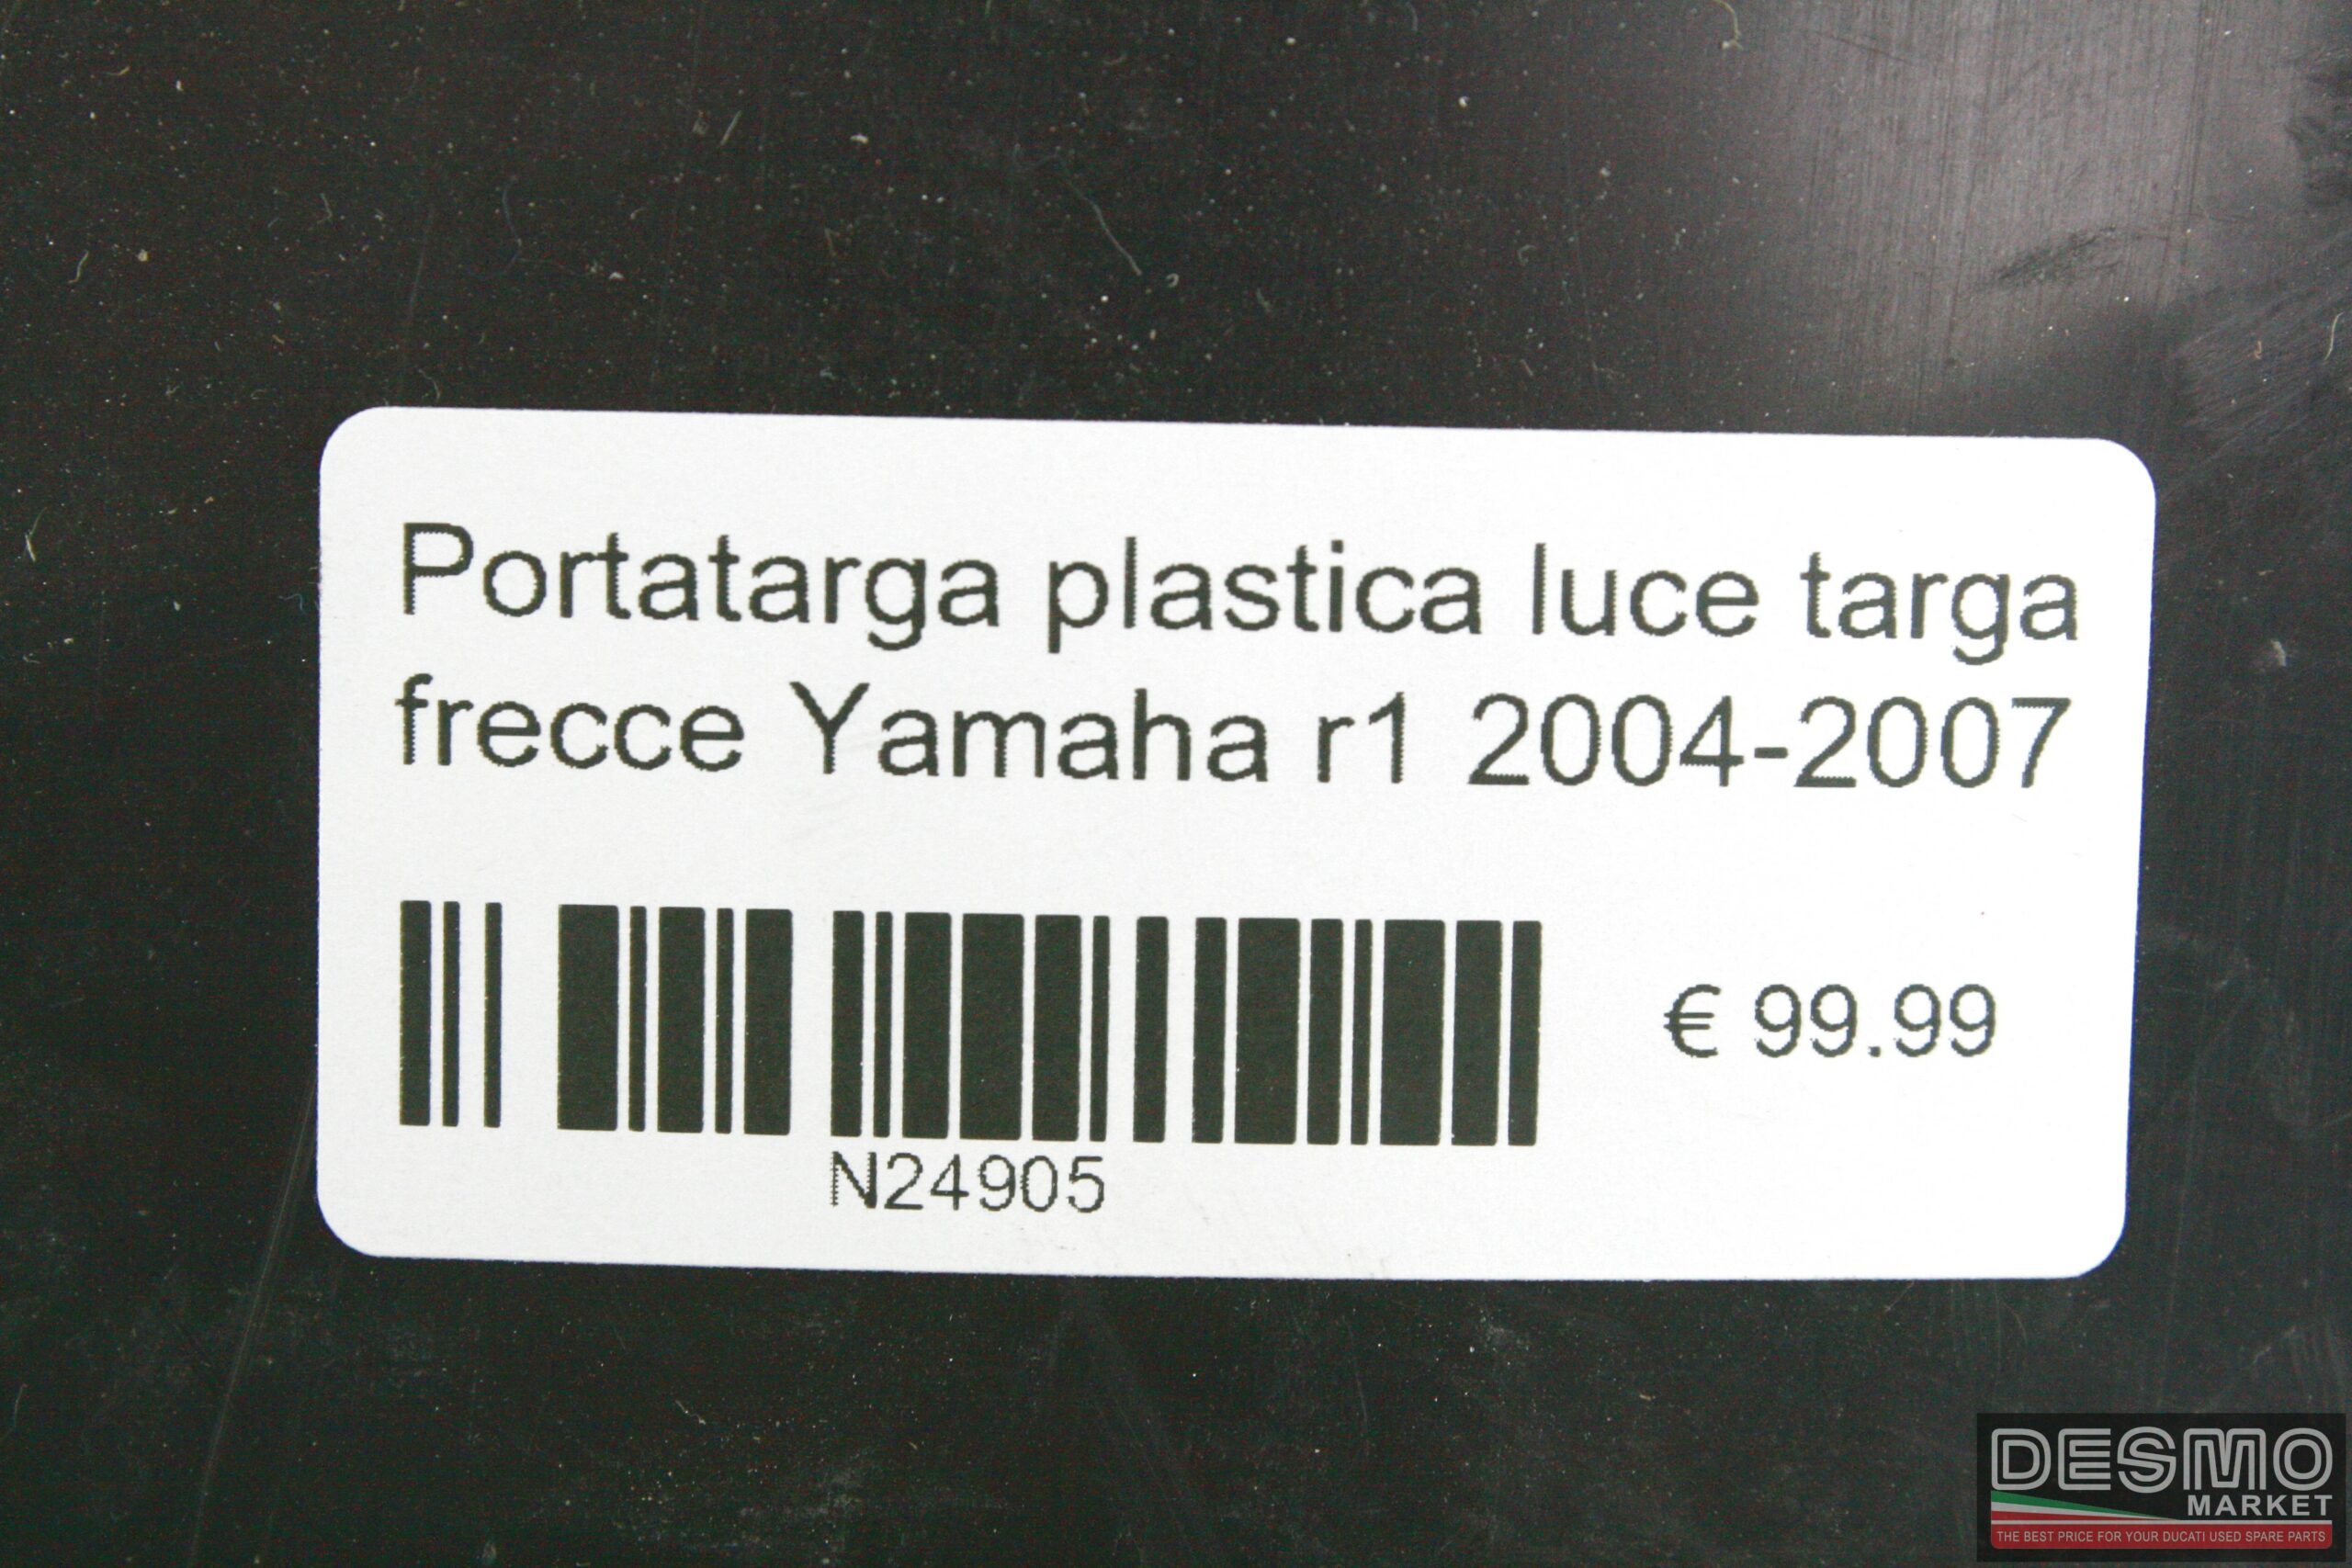 Portatarga plastica luce targa
frecce Yamaha r1 2004-2007
€ 99.99
N24905
DESMO
MARKET
THE BEST PRICE FOR YOUR DUCATI USED SPARE PARTS